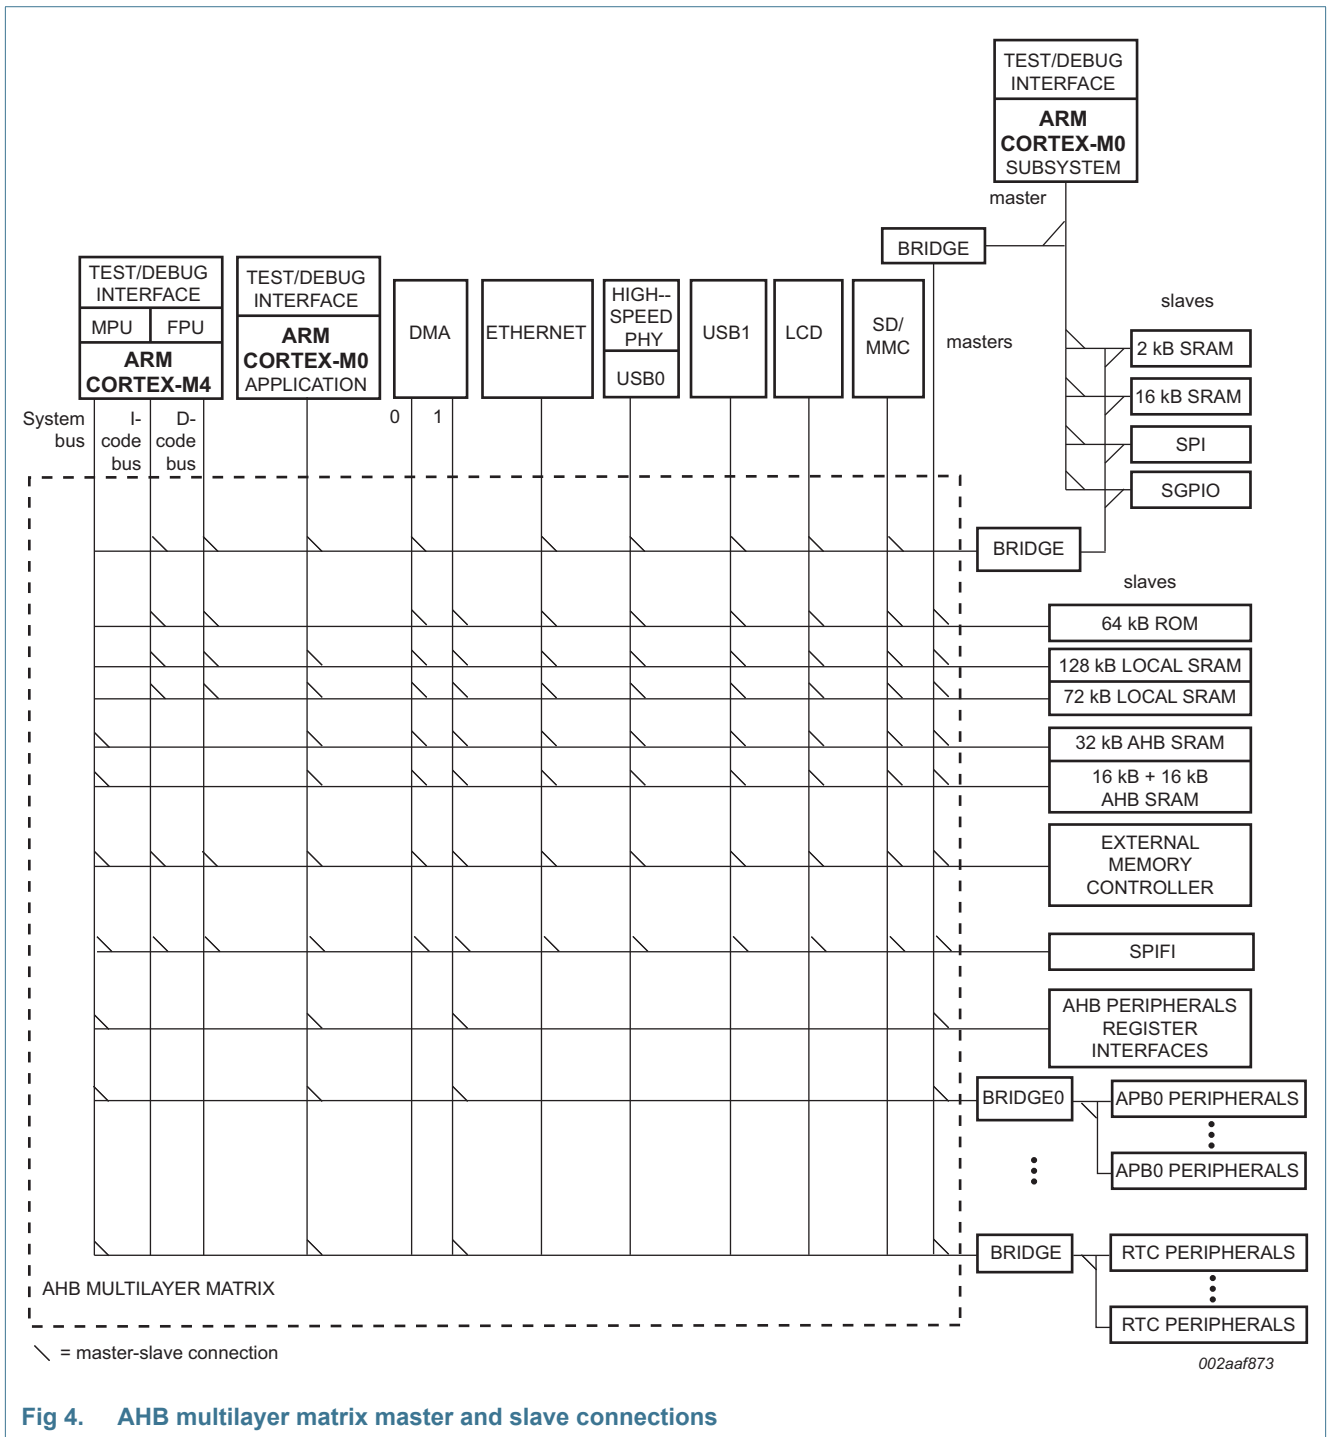 TEST/DEBUG
INTERFACE
ARM
CORTEX-M0
SUBSYSTEM
master
BRIDGE
TEST/DEBUG
INTERFACE
MPU
FPU
ARM
CORTEX-M4
TEST/DEBUG
INTERFACE
ARM
CORTEX-M0
APPLICATION
DMA
ETHERNET
HIGH--
SPEED
PHY
USB0
USB1
LCD
SD/
MMC
masters
slaves
2 kB SRAM
16 kB SRAM
SPI
SGPIO
System
bus
I-
code
bus
D-
code
bus
0
1
BRIDGE
slaves
64 kB ROM
128 kB LOCAL SRAM
72 kB LOCAL SRAM
32 kB AHB SRAM
16 kB + 16 kB
AHB SRAM
EXTERNAL
MEMORY
CONTROLLER
SPIFI
AHB PERIPHERALS
REGISTER
INTERFACES
BRIDGE0
APB0 PERIPHERALS
APB0 PERIPHERALS
BRIDGE
RTC PERIPHERALS
RTC PERIPHERALS
AHB MULTILAYER MATRIX
= master-slave connection
002aaf873
Fig 4. AHB multilayer matrix master and slave connections